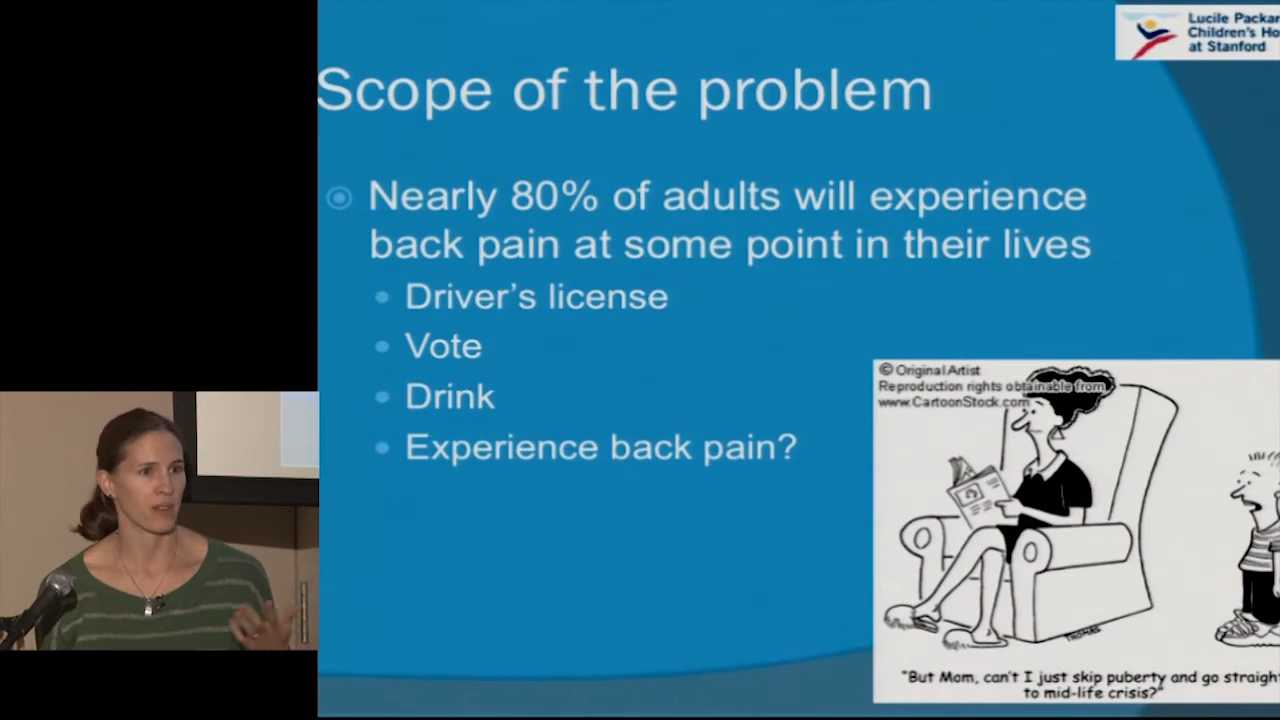 Lucile Packar
Children's Ho
at Stanford
Scope of the problem
Nearly 80% of adults will experience
back pain at some point in their lives
Driver's license
Vote
Drink
Experience back pain?
© Original Artist
Reproduction rights obtainable from
www.CartoonStock.com
THOMAS
"But Mom, can't I just skip puberty and go straight
to mid-life crisis?"